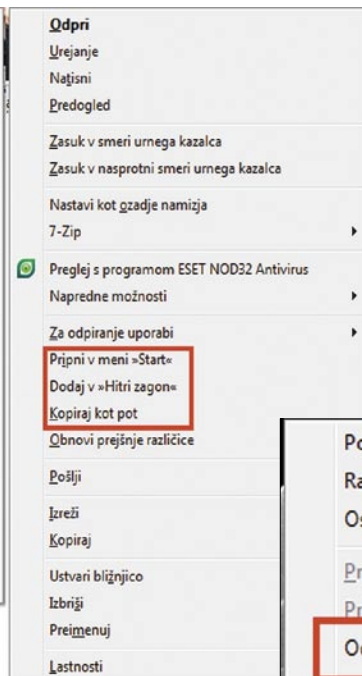 Odpri
Urejanje
Natisni
Predogled
Zasuk v smeri urnega kazalca
Zasuk v nasprotni smeri urnega kazalca
Nastavi kot ozadje namizja
7-Zip
Preglej s programom ESET NOD32 Antivirus
Napredne možnosti
Za odpiranje uporabi
Pripni v meni »Start«
Dodaj v »Hitri zagon«
Kopiraj kot pot
Obnovi prejšnje različice
Pošlji
Izreži
Kopiraj
Ustvari bližnjico
Izbriši
Preimenuj
Lastnosti